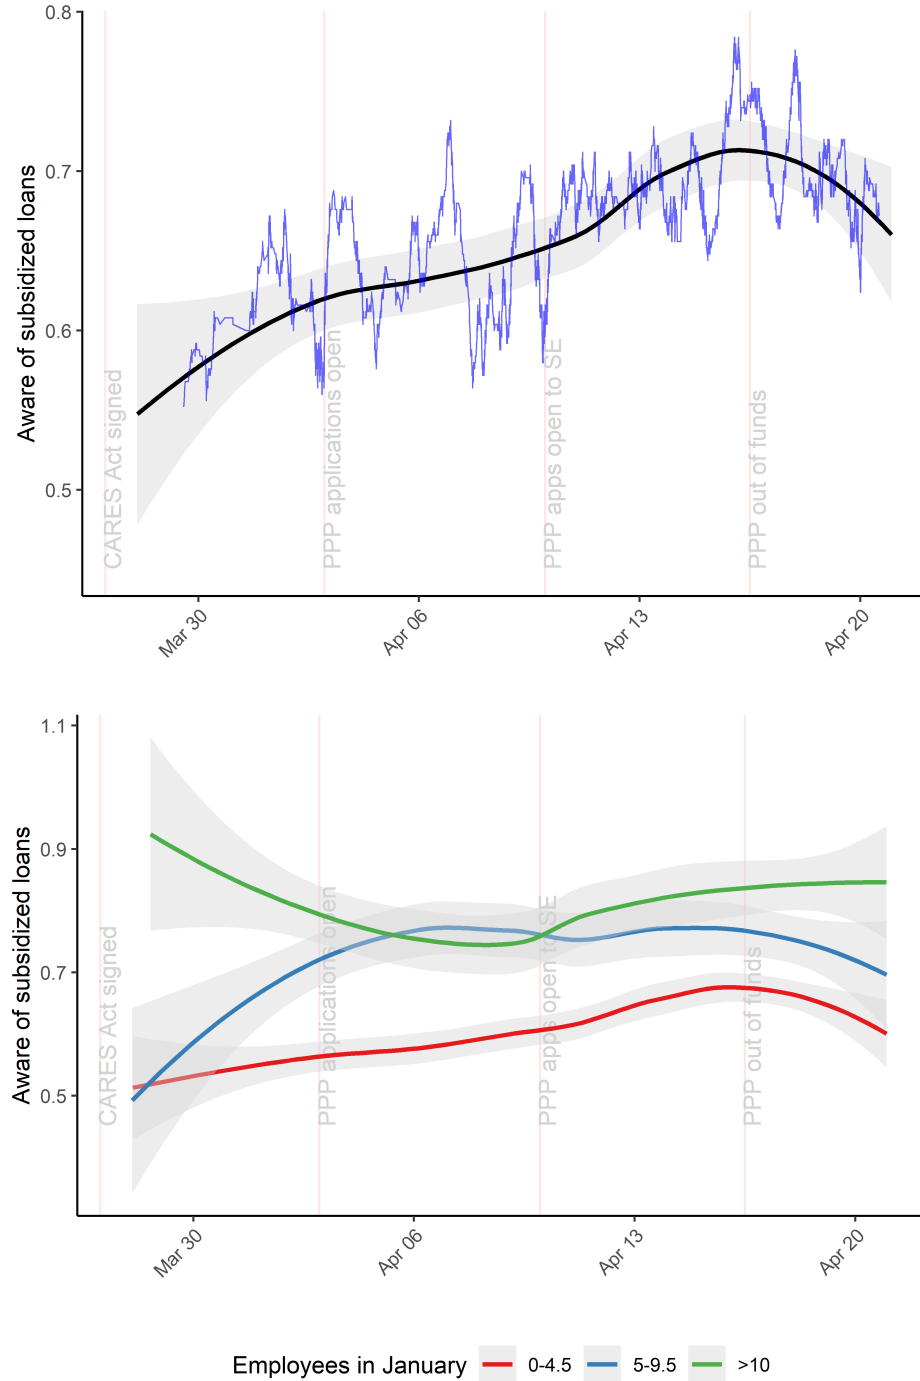 0.8
0.7
0.6
0.5
Aware of subsidized loans
CARES Act signed
PPP applications open
PPP apps open to SE
PPP out of funds
Mar 30
Apr 06
Apr 13
Apr 20
1.1
0.9
0.7
0.5
Aware of subsidized loans
CARES Act signed
PPP applications open
PPP apps open to SE
PPP out of funds
Mar 30
Apr 06
Apr 13
Apr 20
Employees in January 0-4.5 5-9.5 >10